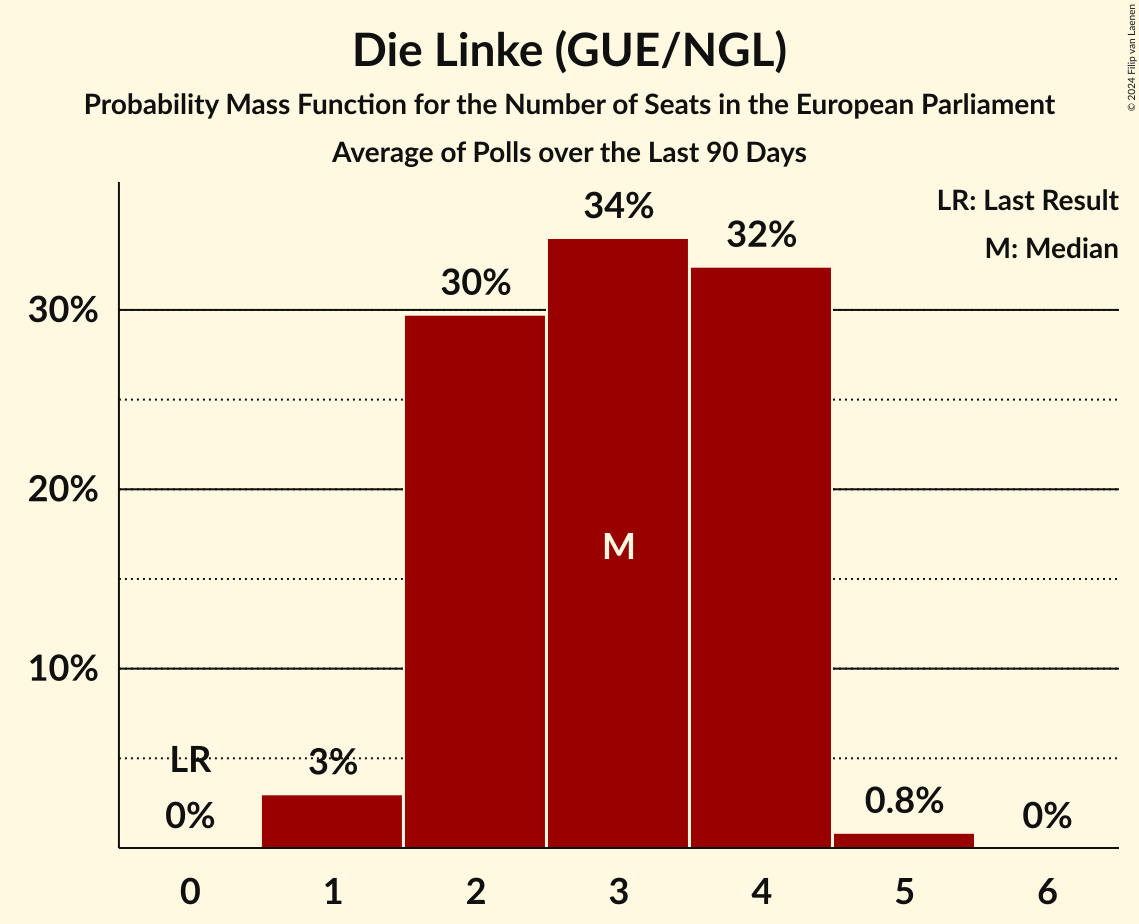 Die Linke (GUE/NGL)
Probability Mass Function for the Number of Seats in the European Parliament
Average of Polls over the Last 90 Days
© 2024 Filip van Laenen
LR: Last Result
M: Median
34%
32%
30%
30%
20%
M
10%
LR
3%
0%
0.8%
0%
0 1 2 3 4 5 6